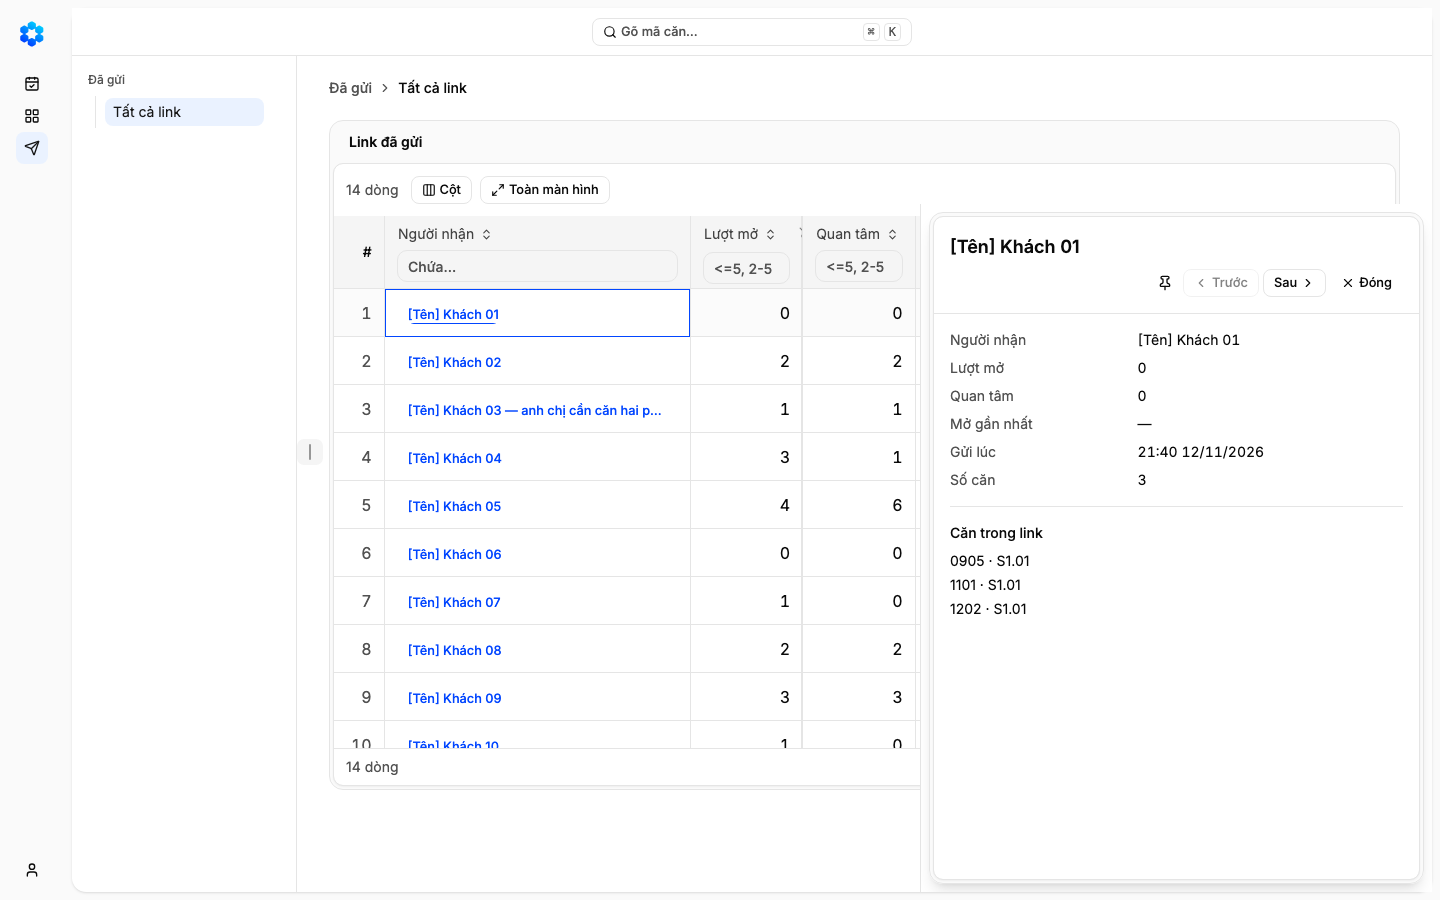 Gõ mã căn... ⌘ K
Đã gửi
Tất cả link
Đã gửi > Tất cả link
Link đã gửi
14 dòng Cột Toàn màn hình
# Người nhận Lượt mở Quan tâm
Chứa... <=5, 2-5 <=5, 2-5
1 [Tên] Khách 01 0 0
2 [Tên] Khách 02 2 2
3 [Tên] Khách 03 — anh chị cần căn hai p... 1 1
4 [Tên] Khách 04 3 1
5 [Tên] Khách 05 4 6
6 [Tên] Khách 06 0 0
7 [Tên] Khách 07 1 0
8 [Tên] Khách 08 2 2
9 [Tên] Khách 09 3 3
10 [Tên] Khách 10 1 0
14 dòng
[Tên] Khách 01
Trước Sau Đóng
Người nhận [Tên] Khách 01
Lượt mở 0
Quan tâm 0
Mở gần nhất —
Gửi lúc 21:40 12/11/2026
Số căn 3
Căn trong link
0905 · S1.01
1101 · S1.01
1202 · S1.01